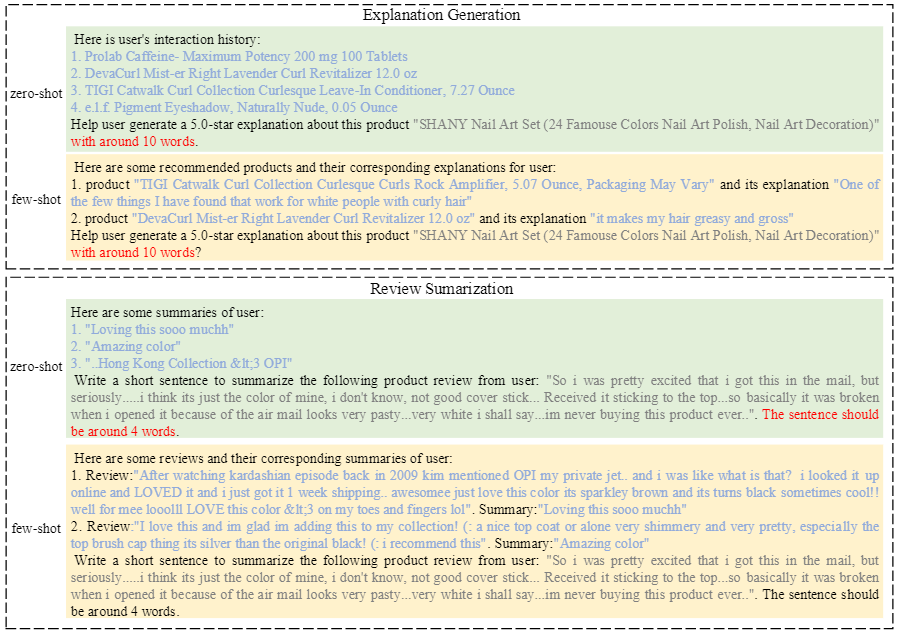 Explanation Generation
zero-shot
Here is user's interaction history:
1. Prolab Caffeine- Maximum Potency 200 mg 100 Tablets
2. DevaCurl Mist-er Right Lavender Curl Revitalizer 12.0 oz
3. TIGI Catwalk Curl Collection Curlesque Leave-In Conditioner, 7.27 Ounce
4. e.l.f. Pigment Eyeshadow, Naturally Nude, 0.05 Ounce
Help user generate a 5.0-star explanation about this product "SHANY Nail Art Set (24 Famouse Colors Nail Art Polish, Nail Art Decoration)"
with around 10 words.
few-shot
Here are some recommended products and their corresponding explanations for user:
1. product "TIGI Catwalk Curl Collection Curlesque Curls Rock Amplifier, 5.07 Ounce, Packaging May Vary" and its explanation "One of
the few things I have found that work for white people with curly hair"
2. product "DevaCurl Mist-er Right Lavender Curl Revitalizer 12.0 oz" and its explanation "it makes my hair greasy and gross"
Help user generate a 5.0-star explanation about this product "SHANY Nail Art Set (24 Famouse Colors Nail Art Polish, Nail Art Decoration)"
with around 10 words?
Review Sumarization
zero-shot
Here are some summaries of user:
1. "Loving this sooo muchh"
2. "Amazing color"
3. "..Hong Kong Collection &lt;3 OPI"
Write a short sentence to summarize the following product review from user: "So i was pretty excited that i got this in the mail, but
seriously.....i think its just the color of mine, i don't know, not good cover stick... Received it sticking to the top...so basically it was broken
when i opened it because of the air mail looks very pasty...very white i shall say...im never buying this product ever..". The sentence should
be around 4 words.
few-shot
Here are some reviews and their corresponding summaries of user:
1. Review:"After watching kardashian episode back in 2009 kim mentioned OPI my private jet.. and i was like what is that? i looked it up
online and LOVED it and i just got it 1 week shipping.. awesomee just love this color its sparkley brown and its turns black sometimes cool!!
well for mee looolll LOVE this color &lt;3 on my toes and fingers lol". Summary:"Loving this sooo muchh"
2. Review:"I love this and im glad im adding this to my collection! (: a nice top coat or alone very shimmery and very pretty, especially the
top brush cap thing its silver than the original black! (: i recommend this". Summary:"Amazing color"
Write a short sentence to summarize the following product review from user: "So i was pretty excited that i got this in the mail, but
seriously.....i think its just the color of mine, i don't know, not good cover stick... Received it sticking to the top...so basically it was broken
when i opened it because of the air mail looks very pasty...very white i shall say...im never buying this product ever..". The sentence should
be around 4 words.